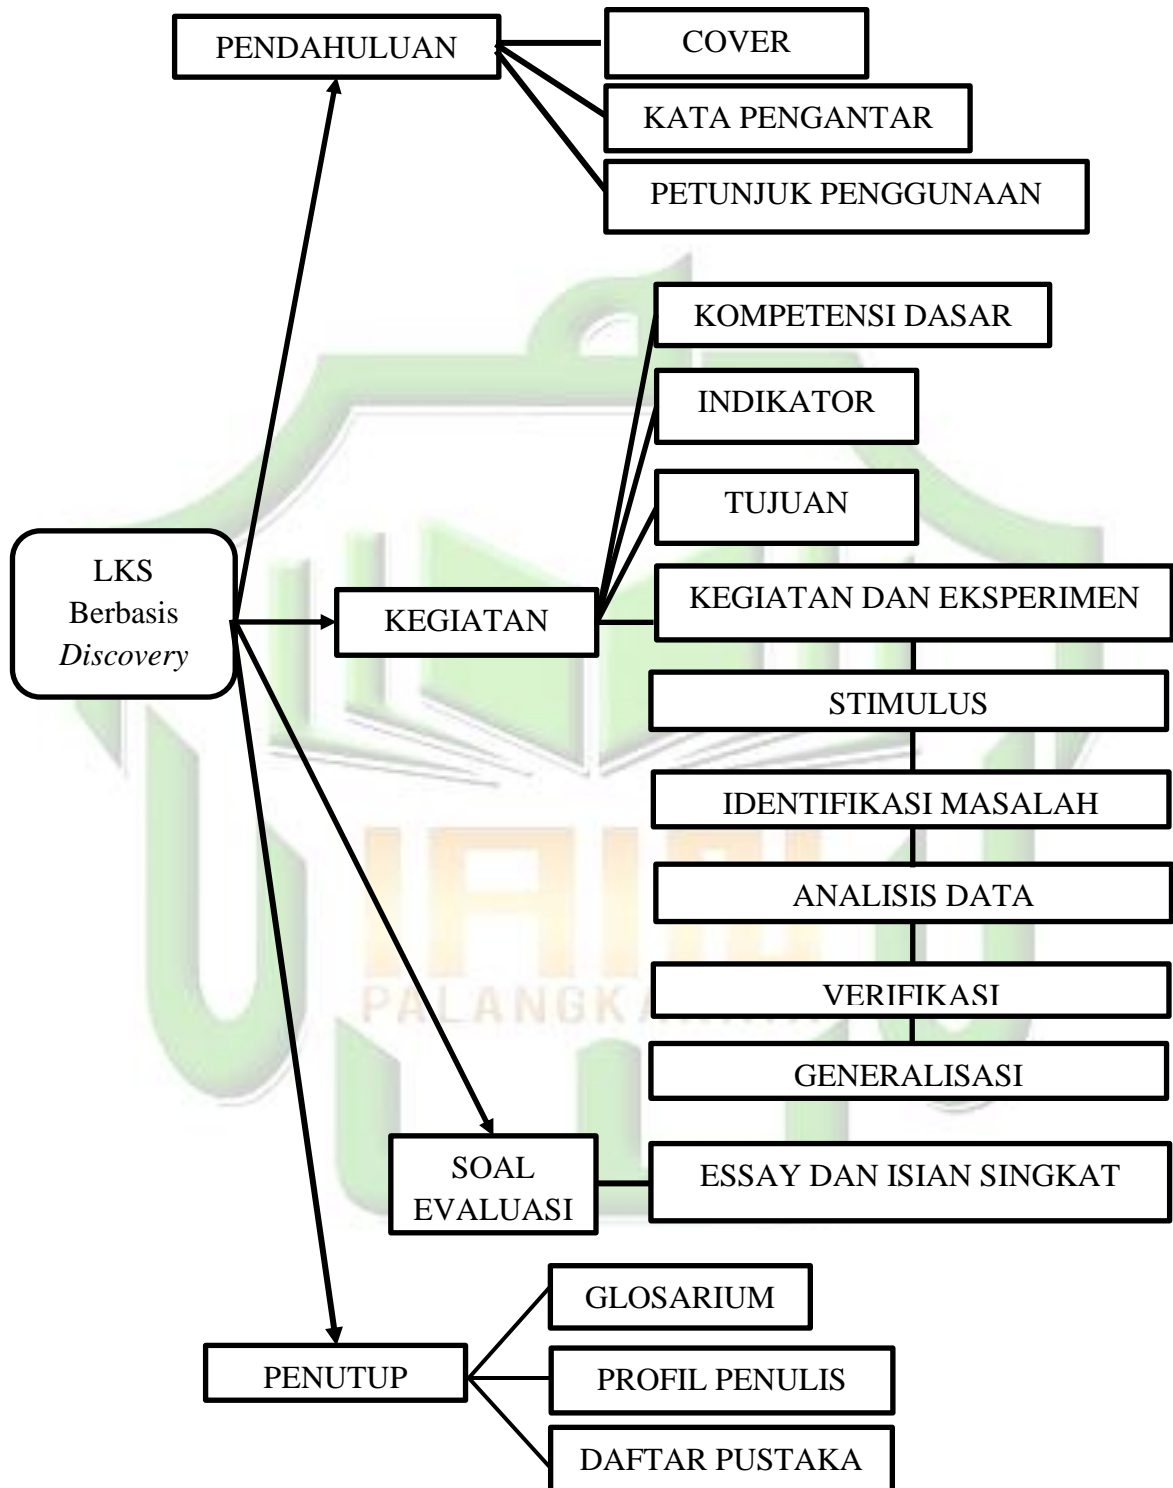 PENDAHULUAN
COVER
KATA PENGANTAR
PETUNJUK PENGGUNAAN
KOMPETENSI DASAR
INDIKATOR
TUJUAN
LKS
Berbasis
Discovery
KEGIATAN
KEGIATAN DAN EKSPERIMEN
STIMULUS
IDENTIFIKASI MASALAH
ANALISIS DATA
VERIFIKASI
GENERALISASI
IAIN
SOAL
EVALUASI
ESSAY DAN ISIAN SINGKAT
PENUTUP
GLOSARIUM
PROFIL PENULIS
DAFTAR PUSTAKA